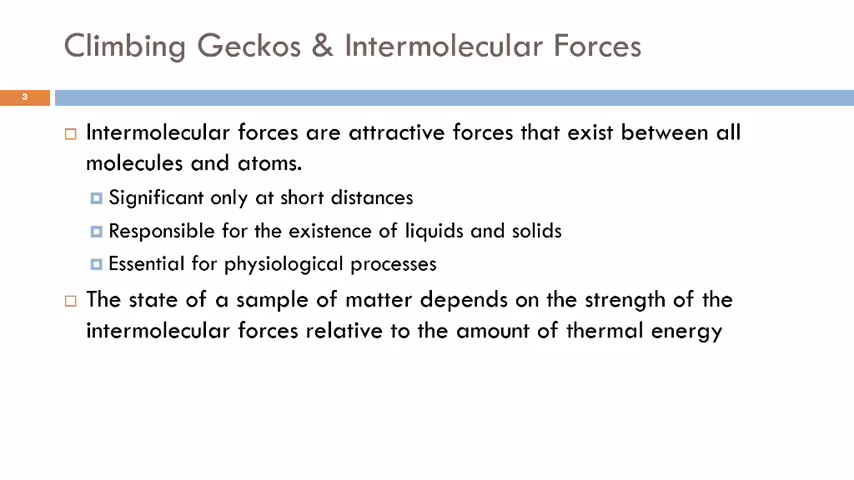 Climbing Geckos & Intermolecular Forces
3
Intermolecular forces are attractive forces that exist between all
molecules and atoms.
Significant only at short distances
Responsible for the existence of liquids and solids
Essential for physiological processes
The state of a sample of matter depends on the strength of the
intermolecular forces relative to the amount of thermal energy